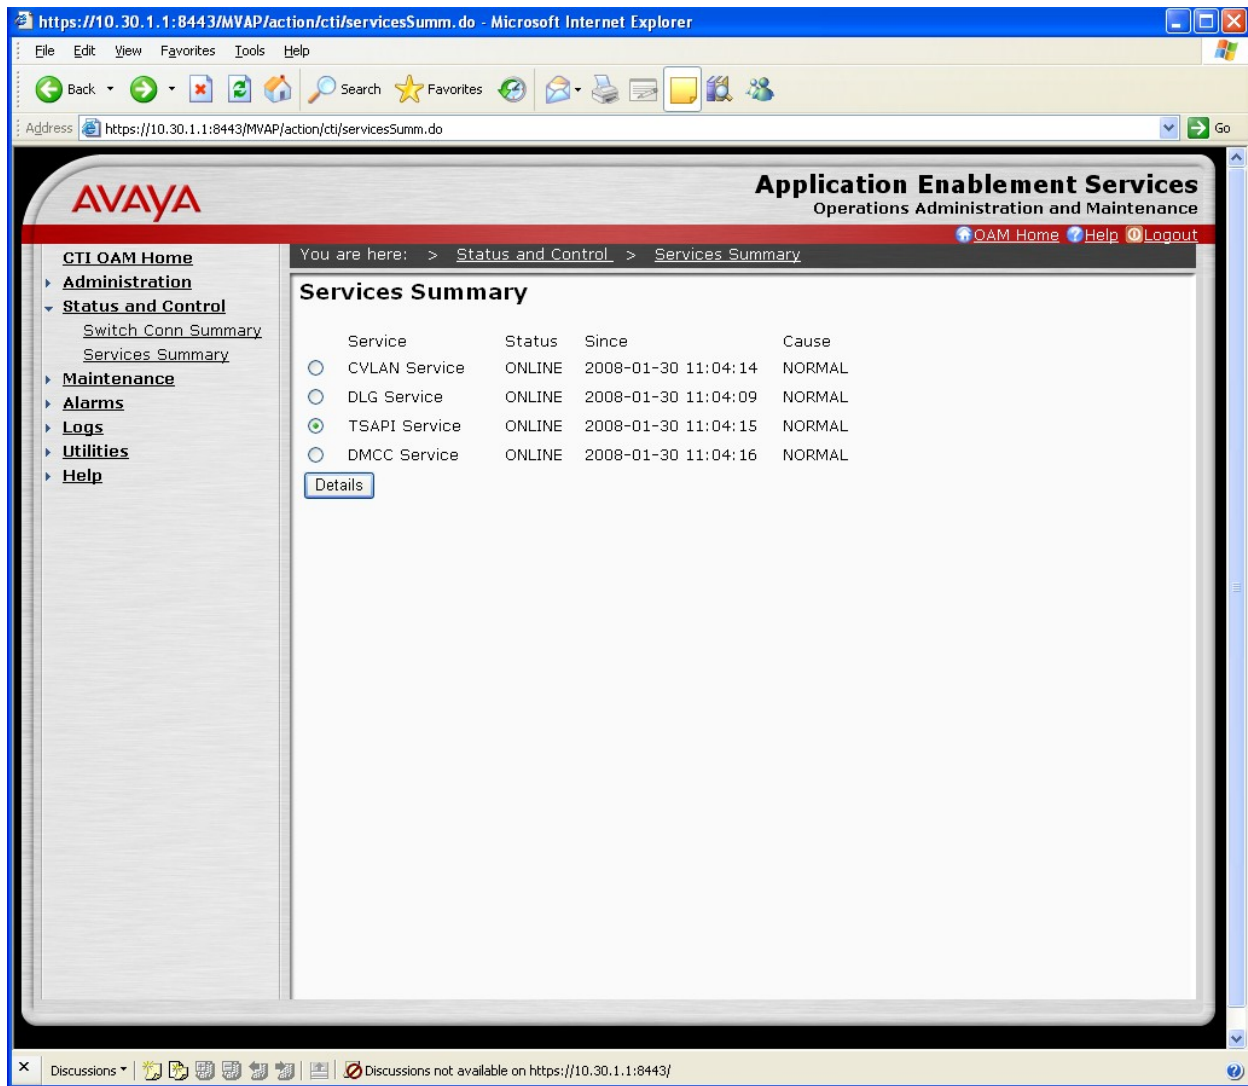 https://10.30.1.1:8443/MVAP/action/cti/servicesSumm.do - Microsoft Internet Explorer
File Edit View Favorites Tools Help
Back Search Favorites
Address https://10.30.1.1:8443/MVAP/action/cti/servicesSumm.do Go
AVAYA
Application Enablement Services
Operations Administration and Maintenance
OAM Home Help Logout
CTI OAM Home
Administration
Status and Control
Switch Conn Summary
Services Summary
Maintenance
Alarms
Logs
Utilities
Help
You are here: > Status and Control > Services Summary
Services Summary
Service Status Since Cause
CVLAN Service ONLINE 2008-01-30 11:04:14 NORMAL
DLG Service ONLINE 2008-01-30 11:04:09 NORMAL
TSAPI Service ONLINE 2008-01-30 11:04:15 NORMAL
DMCC Service ONLINE 2008-01-30 11:04:16 NORMAL
Details
Discussions Discussions not available on https://10.30.1.1:8443/